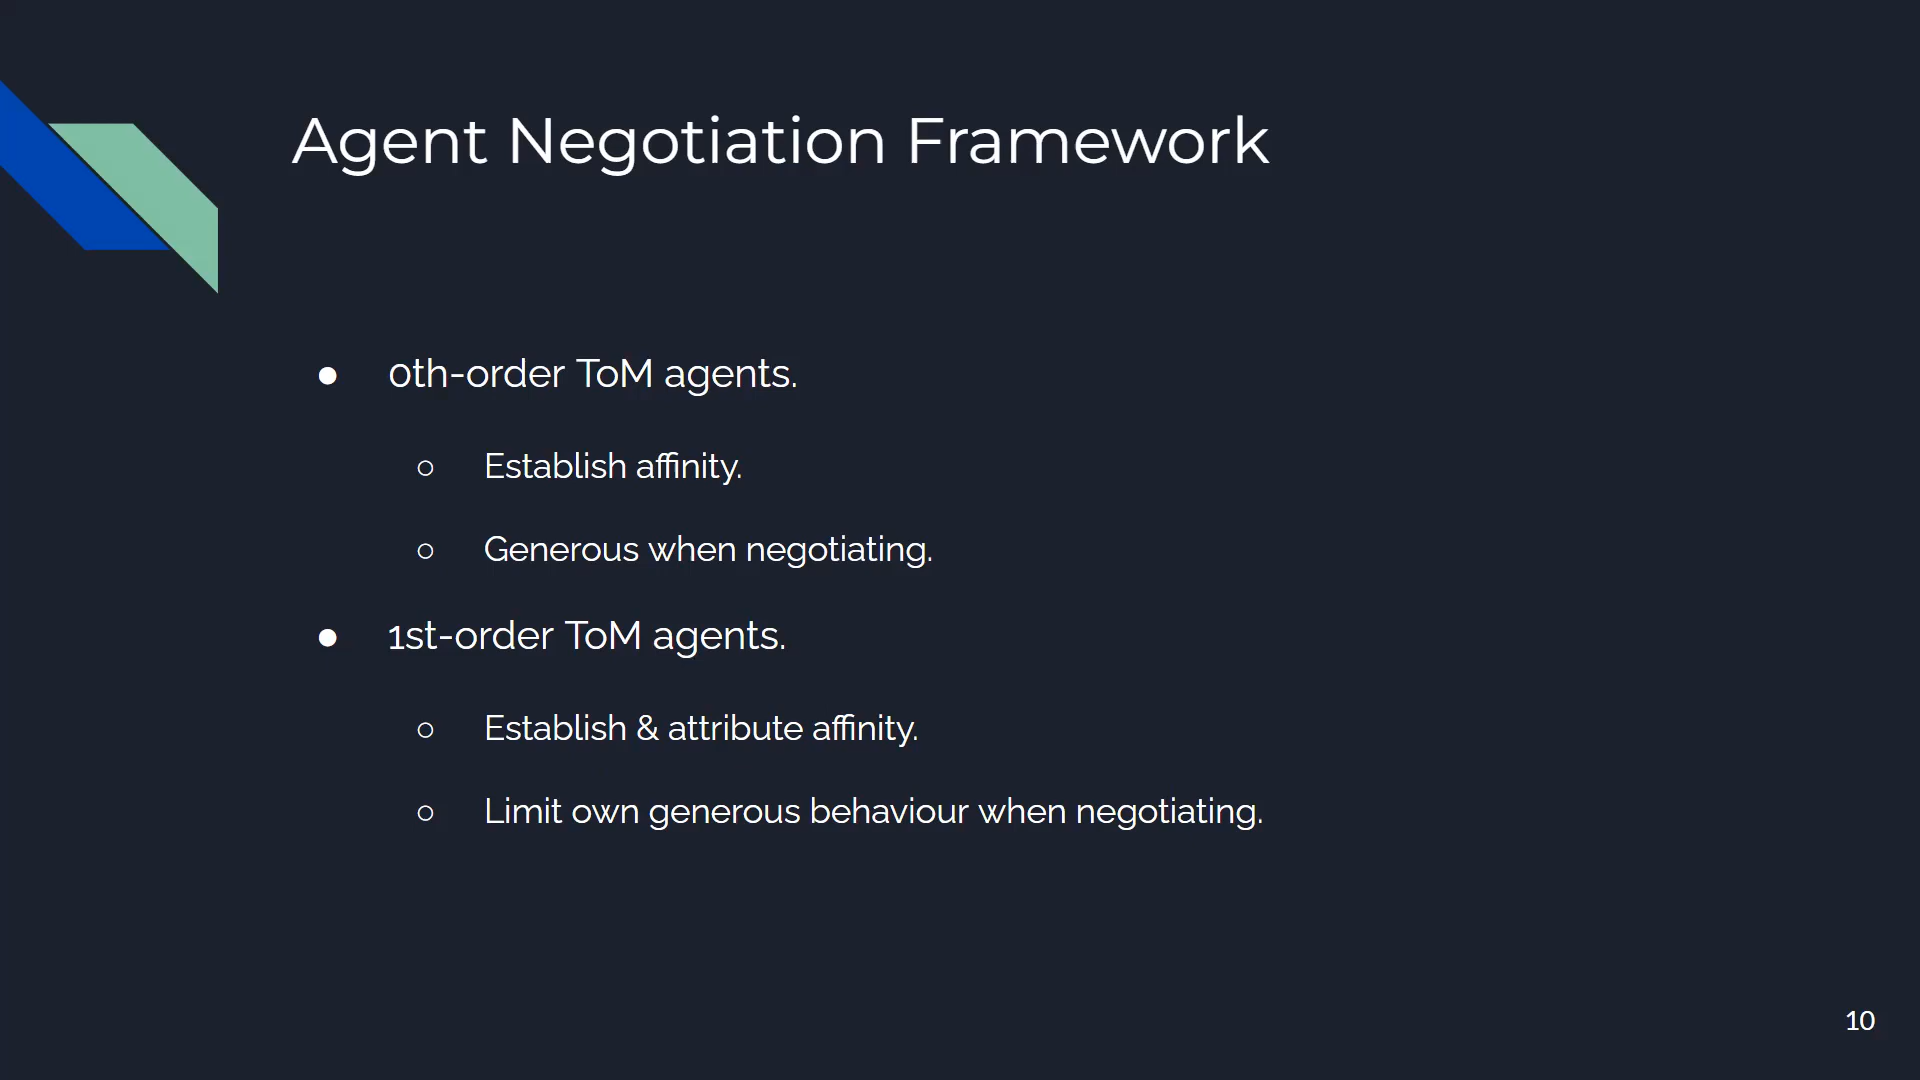 Agent Negotiation Framework
● 0th-order ToM agents.
○ Establish affinity.
○ Generous when negotiating.
● 1st-order ToM agents.
○ Establish & attribute affinity.
○ Limit own generous behaviour when negotiating.
10